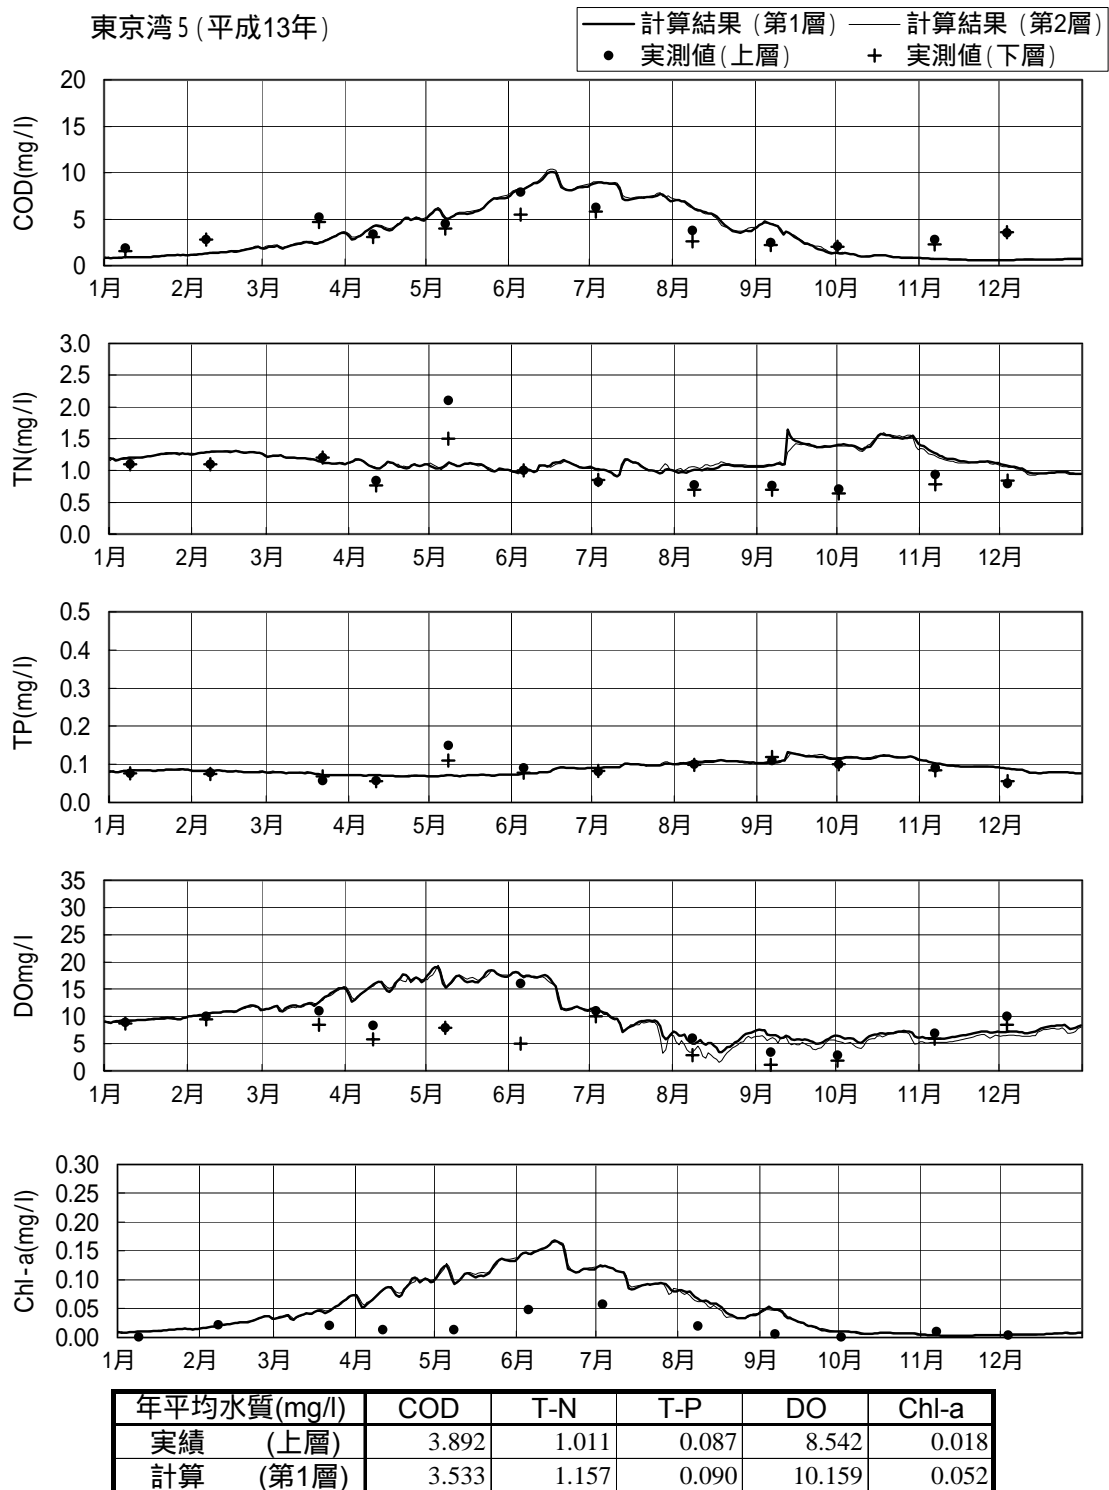 東京湾5(平成13年)
計算結果 (第1層) 計算結果 (第2層)
実測値(上層) 実測値(下層)
COD(mg/l)
20
15
10
5
0
1月 2月 3月 4月 5月 6月 7月 8月 9月 10月 11月 12月
TN(mg/l)
3.0
2.5
2.0
1.5
1.0
0.5
0.0
1月 2月 3月 4月 5月 6月 7月 8月 9月 10月 11月 12月
TP(mg/l)
0.5
0.4
0.3
0.2
0.1
0.0
1月 2月 3月 4月 5月 6月 7月 8月 9月 10月 11月 12月
DOmg/l
35
30
25
20
15
10
5
0
1月 2月 3月 4月 5月 6月 7月 8月 9月 10月 11月 12月
Chl-a(mg/l)
0.30
0.25
0.20
0.15
0.10
0.05
0.00
1月 2月 3月 4月 5月 6月 7月 8月 9月 10月 11月 12月
年平均水質(mg/l) COD T-N T-P DO Chl-a
実績 (上層) 3.892 1.011 0.087 8.542 0.018
計算 (第1層) 3.533 1.157 0.090 10.159 0.052